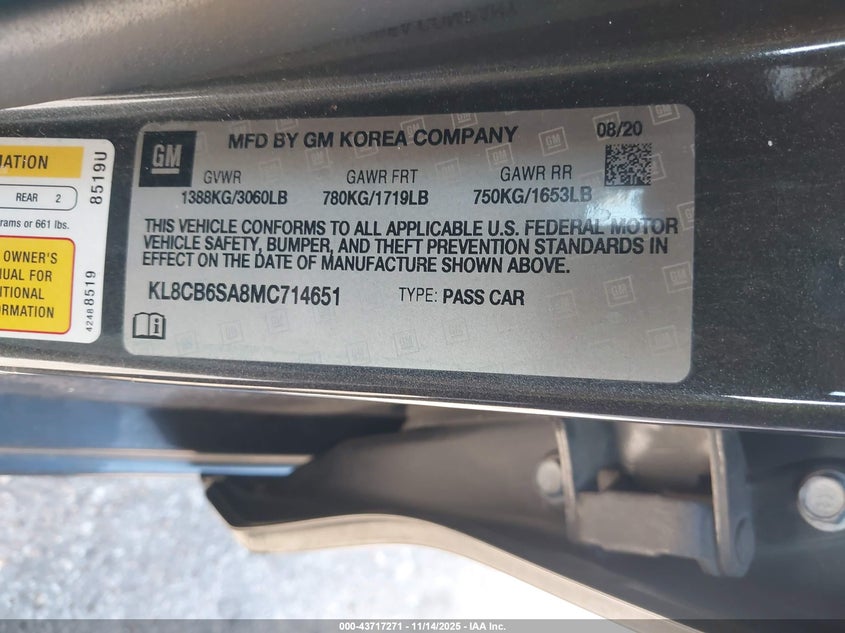 GM
MFD BY GM KOREA COMPANY
08/20
GVWR
GAWR FRT
GAWR RR
1388KG/3060LB
780KG/1719LB
750KG/1653LB
THIS VEHICLE CONFORMS TO ALL APPLICABLE U.S. FEDERAL MOTOR
VEHICLE SAFETY, BUMPER, AND THEFT PREVENTION STANDARDS IN
EFFECT ON THE DATE OF MANUFACTURE SHOWN ABOVE.
KL8CB6SA8MC714651
TYPE: PASS CAR
MATION
REAR 2
grams or 661 lbs.
OWNER'S
NUAL FOR
ITIONAL
ORMATION
8519U
42488519
000-43717271 - 11/14/2025 - IAA Inc.